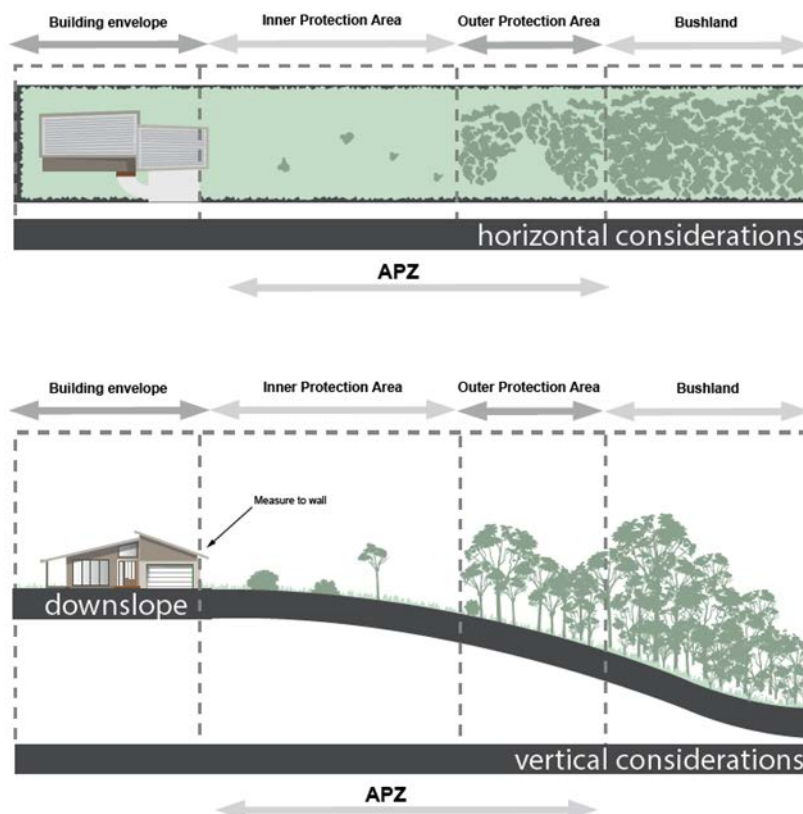 Building envelope Inner Protection Area Outer Protection Area Bushland
horizontal considerations
APZ
Building envelope Inner Protection Area Outer Protection Area Bushland
Measure to wall
downslope
vertical considerations
APZ